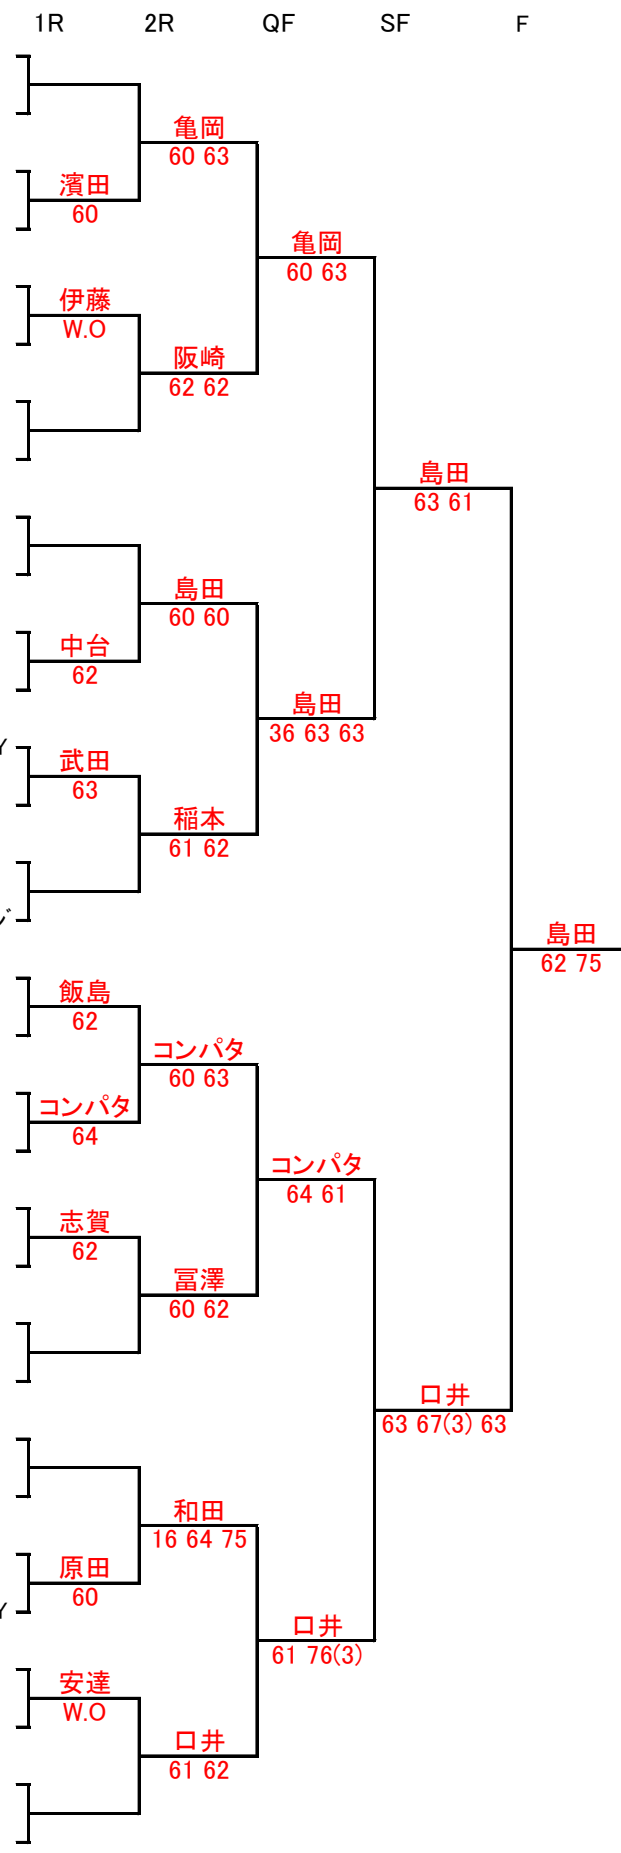 1R 2R QF SF F
亀岡
60 63
濱田
60
亀岡
60 63
伊藤
W.O
阪崎
62 62
島田
63 61
島田
60 60
中台
62
島田
36 63 63
Y
武田
63
稲本
61 62
ジ
島田
62 75
飯島
62
コンパタ
60 63
コンパタ
64
コンパタ
64 61
志賀
62
冨澤
60 62
口井
63 67(3) 63
和田
16 64 75
原田
60
Y
口井
61 76(3)
安達
W.O
口井
61 62